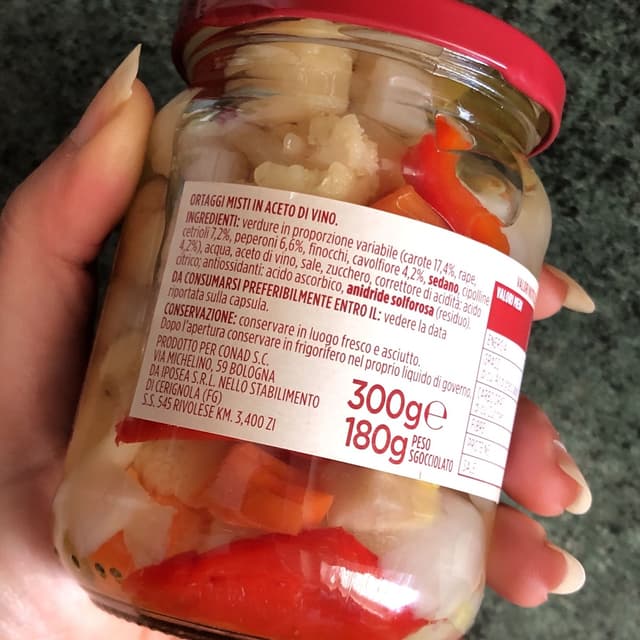 ORTAGGI MISTI IN ACETO DI VINO.
INGREDIENTI: verdure in proporzione variabile (carote 17,4%, rape,
cetrioli 7,2%, peperoni 6,6%, finocchi, cavolfiore 4,2%, sedano, cipolline
4,2%), acqua, aceto di vino, sale, zucchero, correttore di acidità: acido
citrico; antiossidanti: acido ascorbico, anidride solforosa (residuo).
DA CONSUMARSI PREFERIBILMENTE ENTRO IL: vedere la data
riportata sulla capsula.
CONSERVAZIONE: conservare in luogo fresco e asciutto.
Dopo l'apertura conservare in frigorifero nel proprio liquido di governo.
PRODOTTO PER CONAD S.C.
VIA MICHELINO, 59 BOLOGNA
DA IPOSEA S.R.L. NELLO STABILIMENTO
DI CERIGNOLA (FG)
S.S. 545 RIVOLESE KM. 3,400 ZI
300g℮
180g PESO
SGOCCIOLATO
VALORI
ENERGIA
GRASSI
FIBRE
SALE